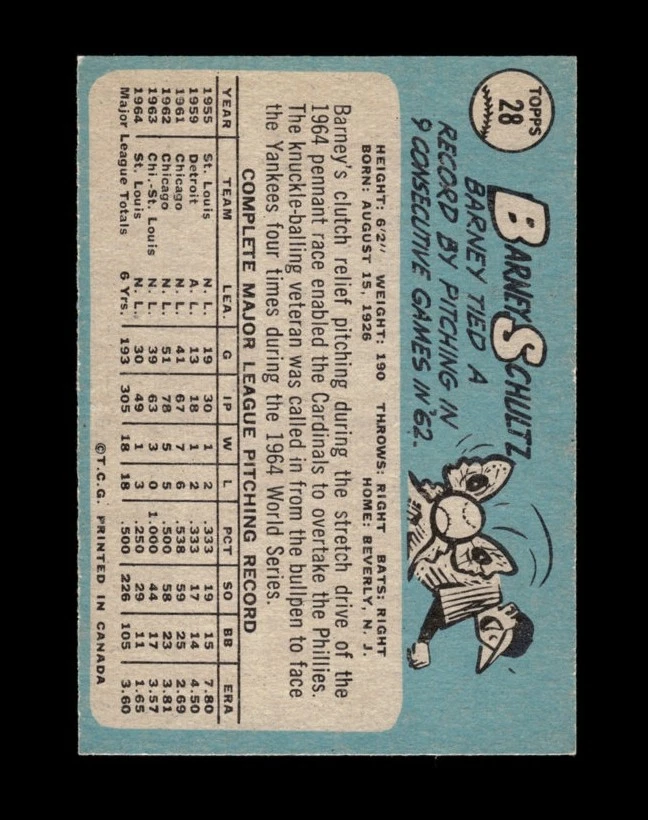 TOPPS
28
BARNEY SCHULTZ
BARNEY TIED A
RECORD BY PITCHING IN
9 CONSECUTIVE GAMES IN '62.
HEIGHT: 6'2" WEIGHT: 190 THROWS: RIGHT BATS: RIGHT
BORN: AUGUST 15, 1926 HOME: BEVERLY, N. J.
Barney's clutch relief pitching during the stretch drive of the
1964 pennant race enabled the Cardinals to overtake the Phillies.
The knuckle-balling veteran was called in from the bullpen to face
the Yankees four times during the 1964 World Series.
COMPLETE MAJOR LEAGUE PITCHING RECORD
YEAR TEAM LEA. G IP W L PCT SO BB ERA
1955 St. Louis N. L. 19 30 1 2 .333 19 15 7.80
1959 Detroit A. L. 13 18 1 2 .333 17 14 4.50
1961 Chicago N. L. 41 67 7 6 .538 59 25 2.69
1962 Chicago N. L. 51 78 5 5 .500 58 23 3.81
1963 Chi.-St. Louis N. L. 39 63 3 0 1.000 44 17 3.57
1964 St. Louis N. L. 30 49 1 3 .250 29 11 1.65
Major League Totals 6 Yrs. 193 305 18 18 .500 226 105 3.60
©T.C.G. PRINTED IN CANADA